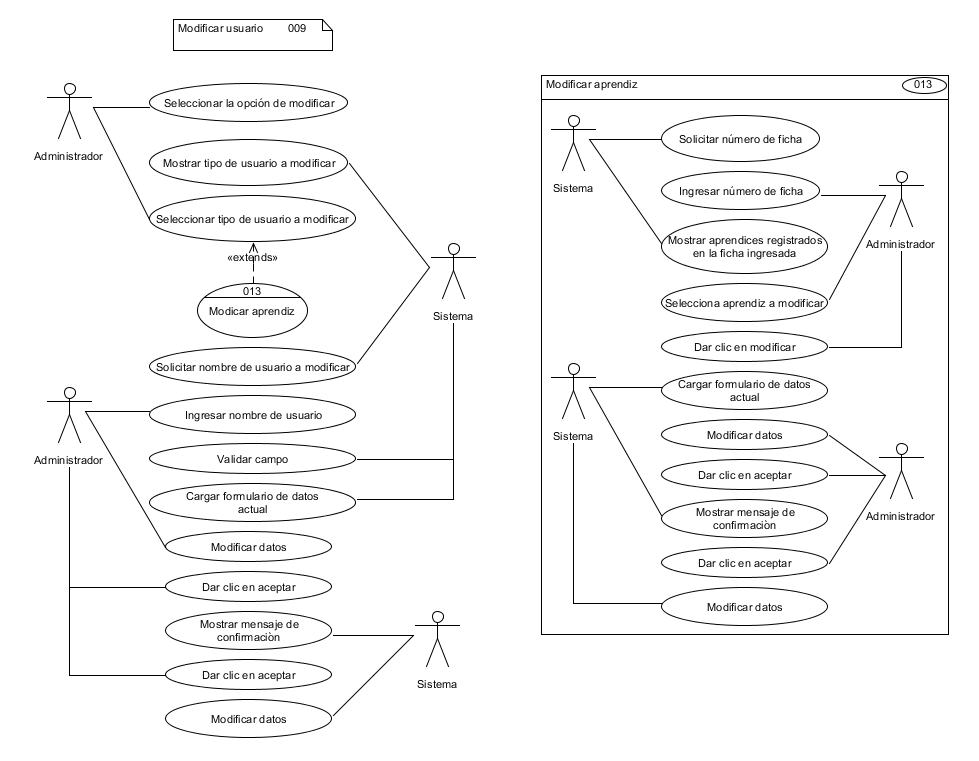 Modificar usuario 009
Administrador
Seleccionar la opción de modificar
Mostrar tipo de usuario a modificar
Seleccionar tipo de usuario a modificar
«extends»
013
Modicar aprendiz
Sistema
Solicitar nombre de usuario a modificar
Administrador
Ingresar nombre de usuario
Validar campo
Cargar formulario de datos
actual
Modificar datos
Dar clic en aceptar
Mostrar mensaje de
confirmaciòn
Dar clic en aceptar
Sistema
Modificar datos
Modificar aprendiz 013
Sistema
Solicitar nùmero de ficha
Ingresar nùmero de ficha
Administrador
Mostrar aprendices registrados
en la ficha ingresada
Selecciona aprendiz a modificar
Dar clic en modificar
Sistema
Cargar formulario de datos
actual
Modificar datos
Dar clic en aceptar
Administrador
Mostrar mensaje de
confirmaciòn
Dar clic en aceptar
Modificar datos